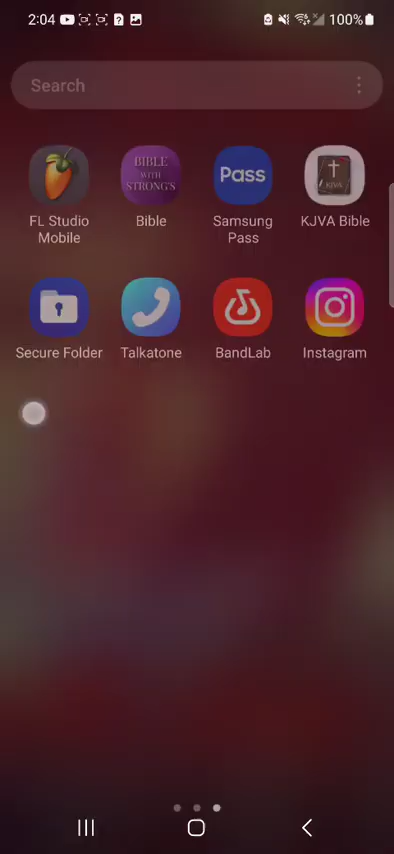 2:04
100%
Search
BIBLE
WITH
STRONG'S
Pass
KJVA
FL Studio
Mobile
Bible
Samsung
Pass
KJVA Bible
Secure Folder
Talkatone
BandLab
Instagram